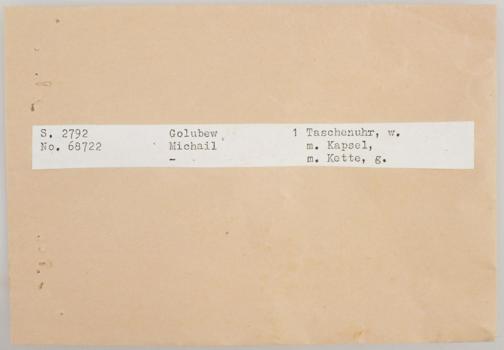 S. 2792 Golubew 1 Taschenuhr, w.
No. 68722 Michail m. Kapsel,
- m. Kette, g.